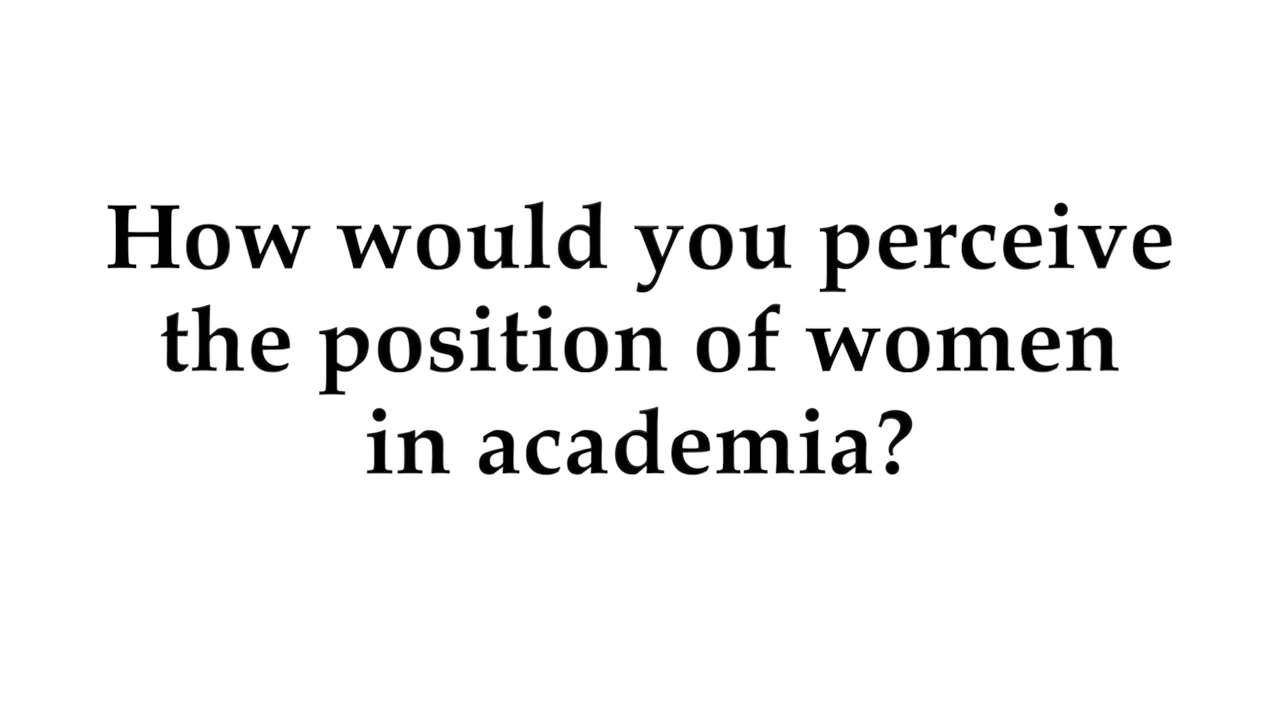 How would you perceive
the position of women
in academia?